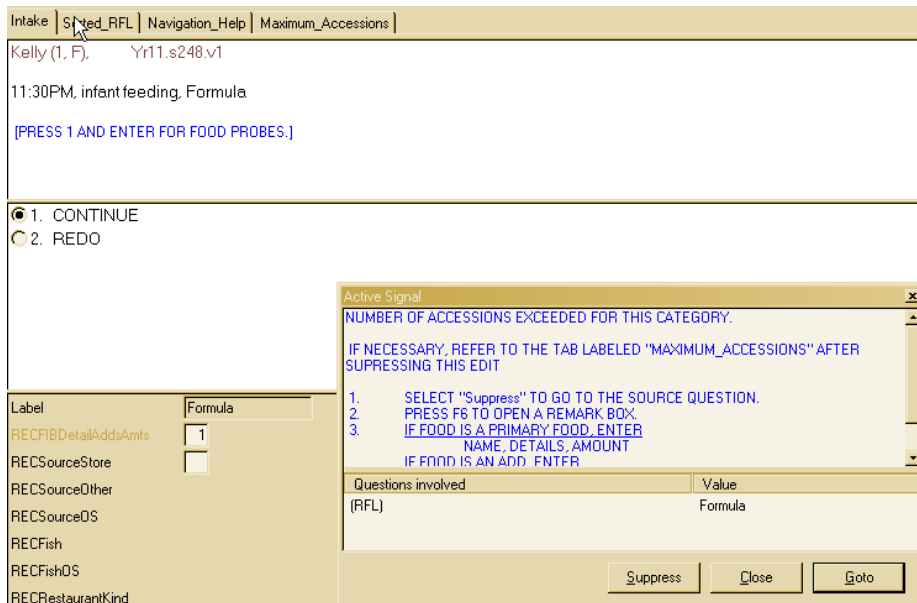 Intake Sorted_RFL Navigation_Help Maximum_Accessions
Kelly (1, F), Yr11.s248.v1
11:30PM, infant feeding, Formula
[PRESS 1 AND ENTER FOR FOOD PROBES.]
1. CONTINUE
2. REDO
Active Signal
NUMBER OF ACCESSIONS EXCEEDED FOR THIS CATEGORY.
IF NECESSARY, REFER TO THE TAB LABELED "MAXIMUM_ACCESSIONS" AFTER
SUPRESSING THIS EDIT
1. SELECT "Suppress" TO GO TO THE SOURCE QUESTION.
2. PRESS F6 TO OPEN A REMARK BOX.
3. IF FOOD IS A PRIMARY FOOD, ENTER
NAME, DETAILS, AMOUNT
IF FOOD IS AN ADD, ENTER
Questions involved Value
(RFL) Formula
Suppress Close Goto
Label Formula
RECFIBDetailAddsAmts 1
RECSourceStore
RECSourceOther
RECSourceOS
RECFish
RECFishOS
RECRestaurantKind